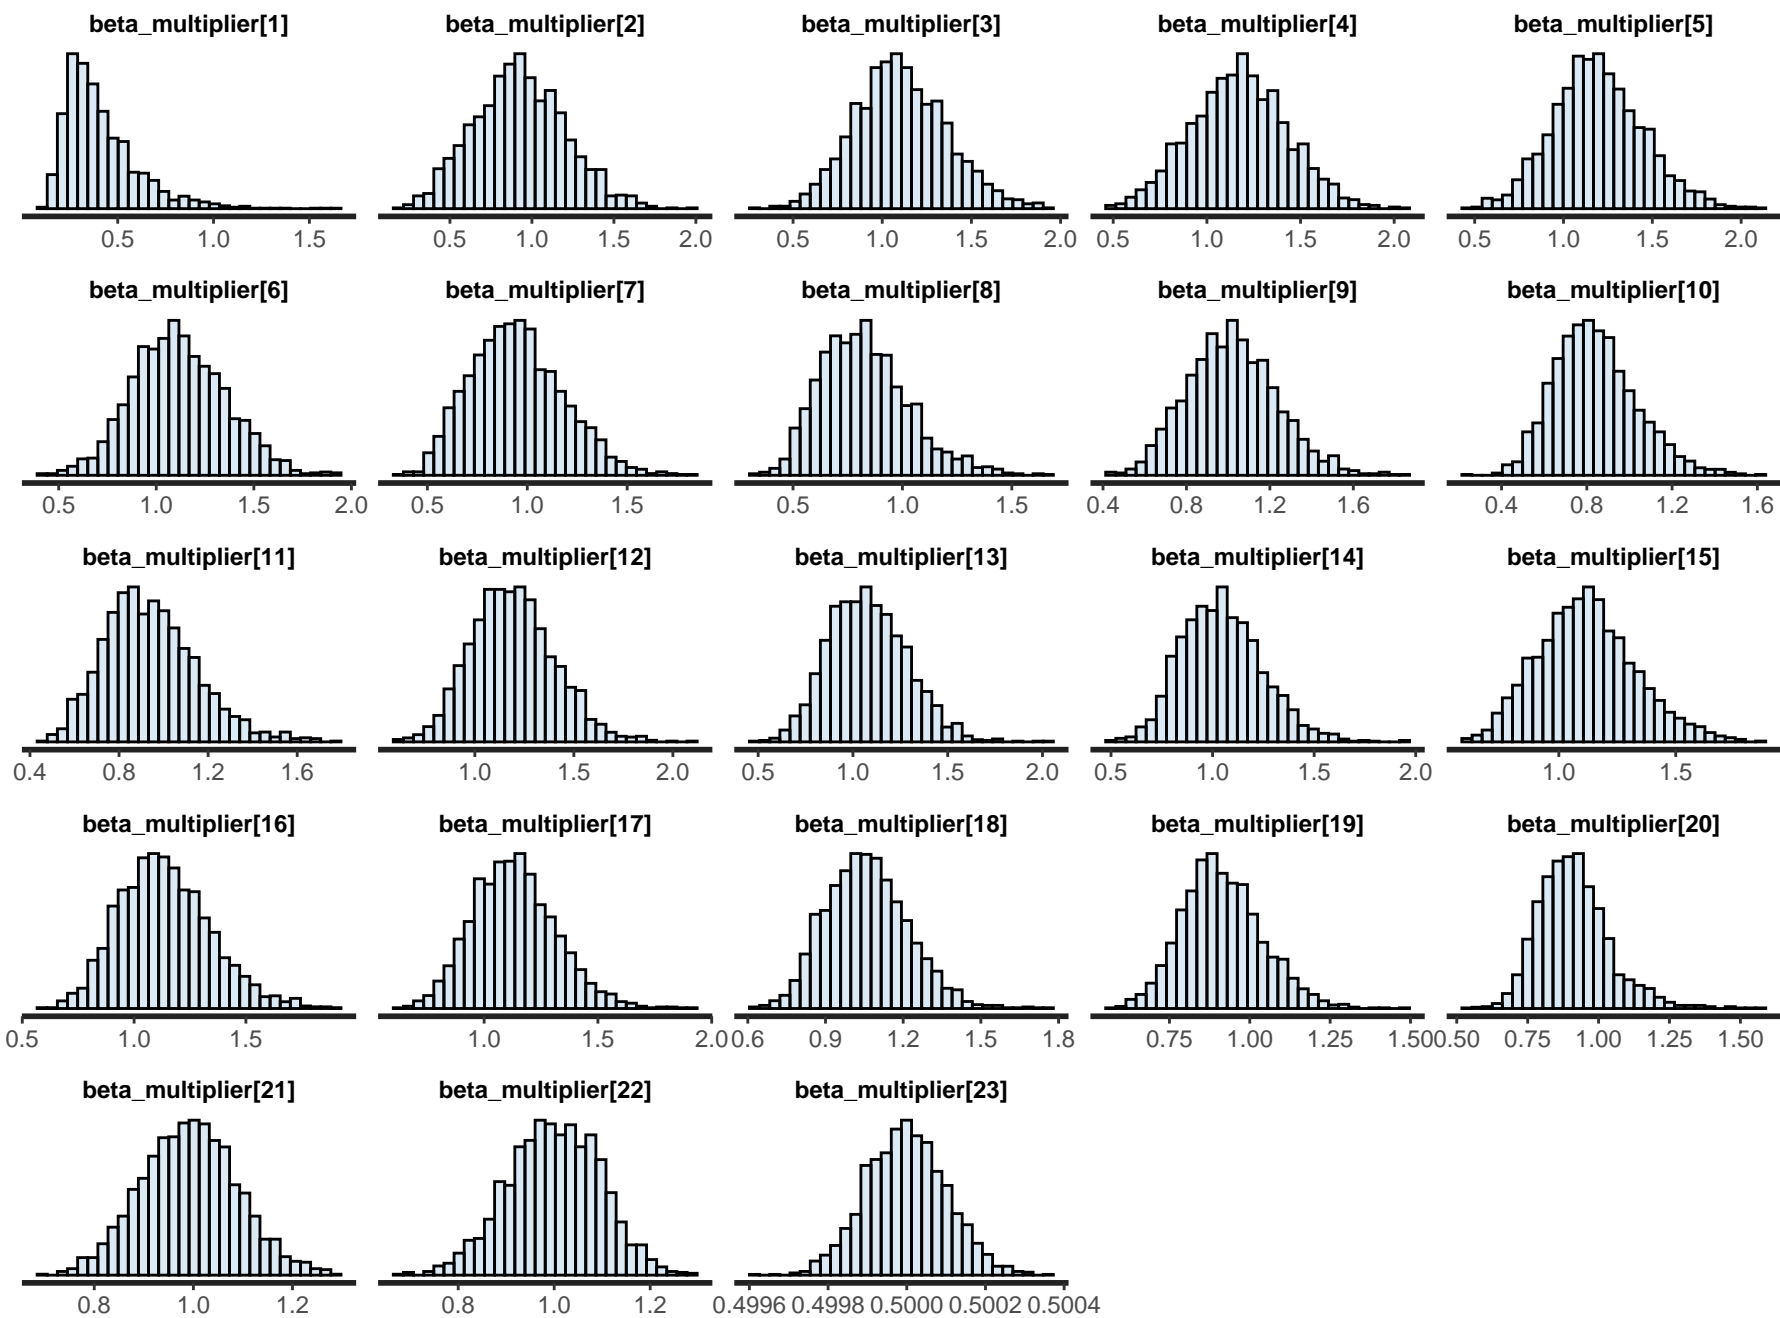 beta_multiplier[1] beta_multiplier[2] beta_multiplier[3] beta_multiplier[4] beta_multiplier[5]
0.5 1.0 1.5 0.5 1.0 1.5 2.0 0.5 1.0 1.5 2.0 0.5 1.0 1.5 2.0 0.5 1.0 1.5 2.0
beta_multiplier[6] beta_multiplier[7] beta_multiplier[8] beta_multiplier[9] beta_multiplier[10]
0.5 1.0 1.5 2.0 0.5 1.0 1.5 0.5 1.0 1.5 0.4 0.8 1.2 1.6 0.4 0.8 1.2 1.6
beta_multiplier[11] beta_multiplier[12] beta_multiplier[13] beta_multiplier[14] beta_multiplier[15]
0.4 0.8 1.2 1.6 1.0 1.5 2.0 0.5 1.0 1.5 2.0 0.5 1.0 1.5 2.0 1.0 1.5
beta_multiplier[16] beta_multiplier[17] beta_multiplier[18] beta_multiplier[19] beta_multiplier[20]
0.5 1.0 1.5 1.0 1.5 2.0 0.6 0.9 1.2 1.5 1.8 0.75 1.00 1.25 1.50 0.50 0.75 1.00 1.25 1.50
beta_multiplier[21] beta_multiplier[22] beta_multiplier[23]
0.8 1.0 1.2 0.8 1.0 1.2 0.4996 0.4998 0.5000 0.5002 0.5004